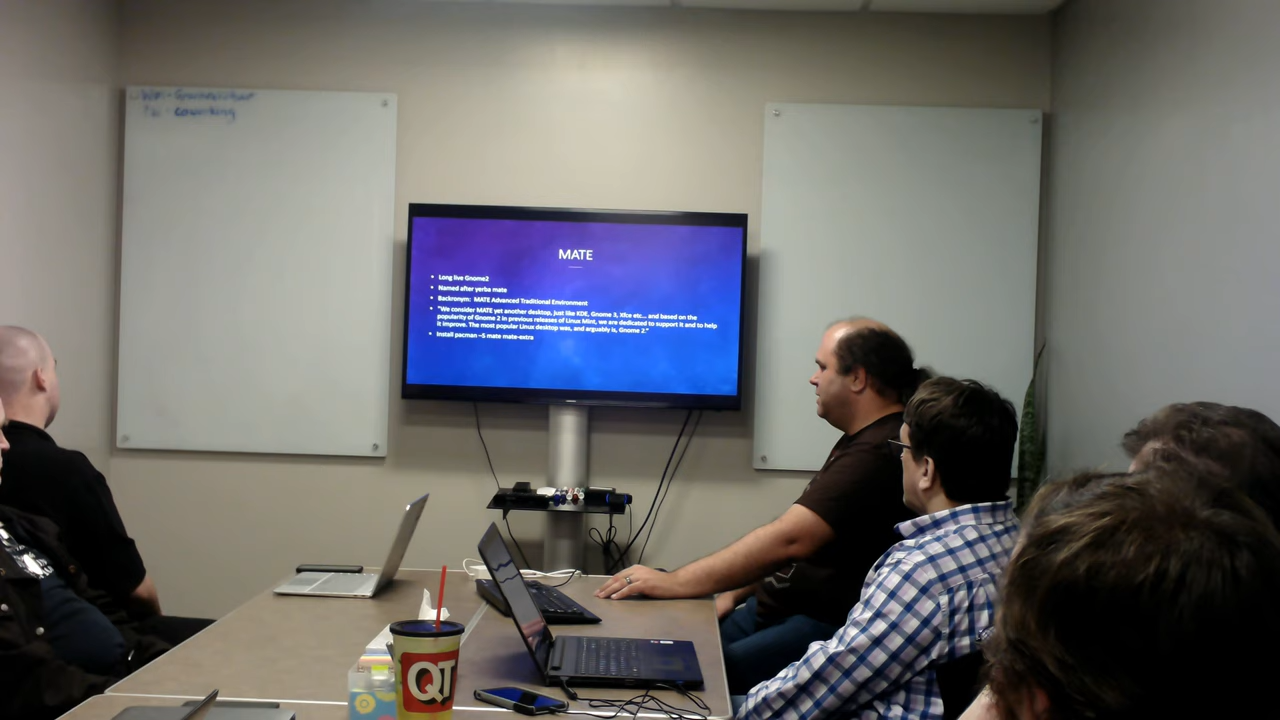 coworking
MATE
Long live Gnome2
Named after yerba mate
Backronym: MATE Advanced Traditional Environment
"We consider MATE yet another desktop, just like KDE, Gnome 3, Xfce etc... and based on the
popularity of Gnome 2 in previous releases of Linux Mint, we are dedicated to support it and to help
it improve. The most popular Linux desktop was, and arguably is, Gnome 2."
Install pacman –S mate mate-extra
QT